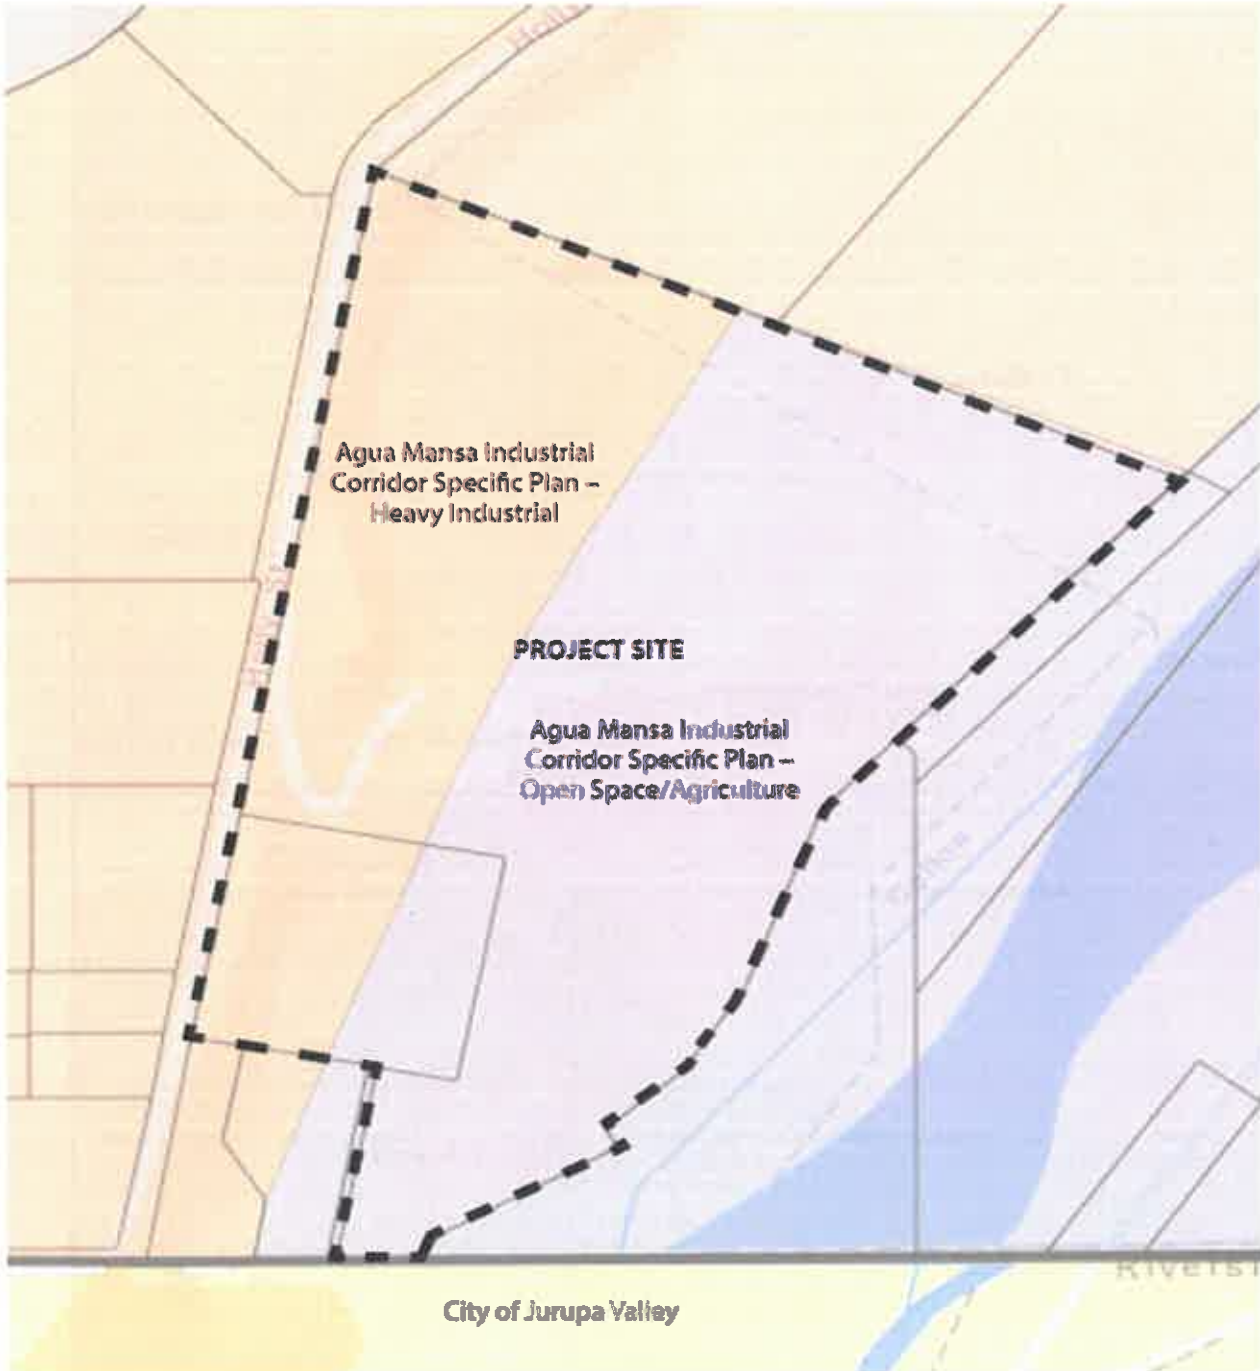 Agua Mansa Industrial
Corridor Specific Plan –
Heavy Industrial
PROJECT SITE
Agua Mansa Industrial
Corridor Specific Plan –
Open Space/Agriculture
City of Jurupa Valley